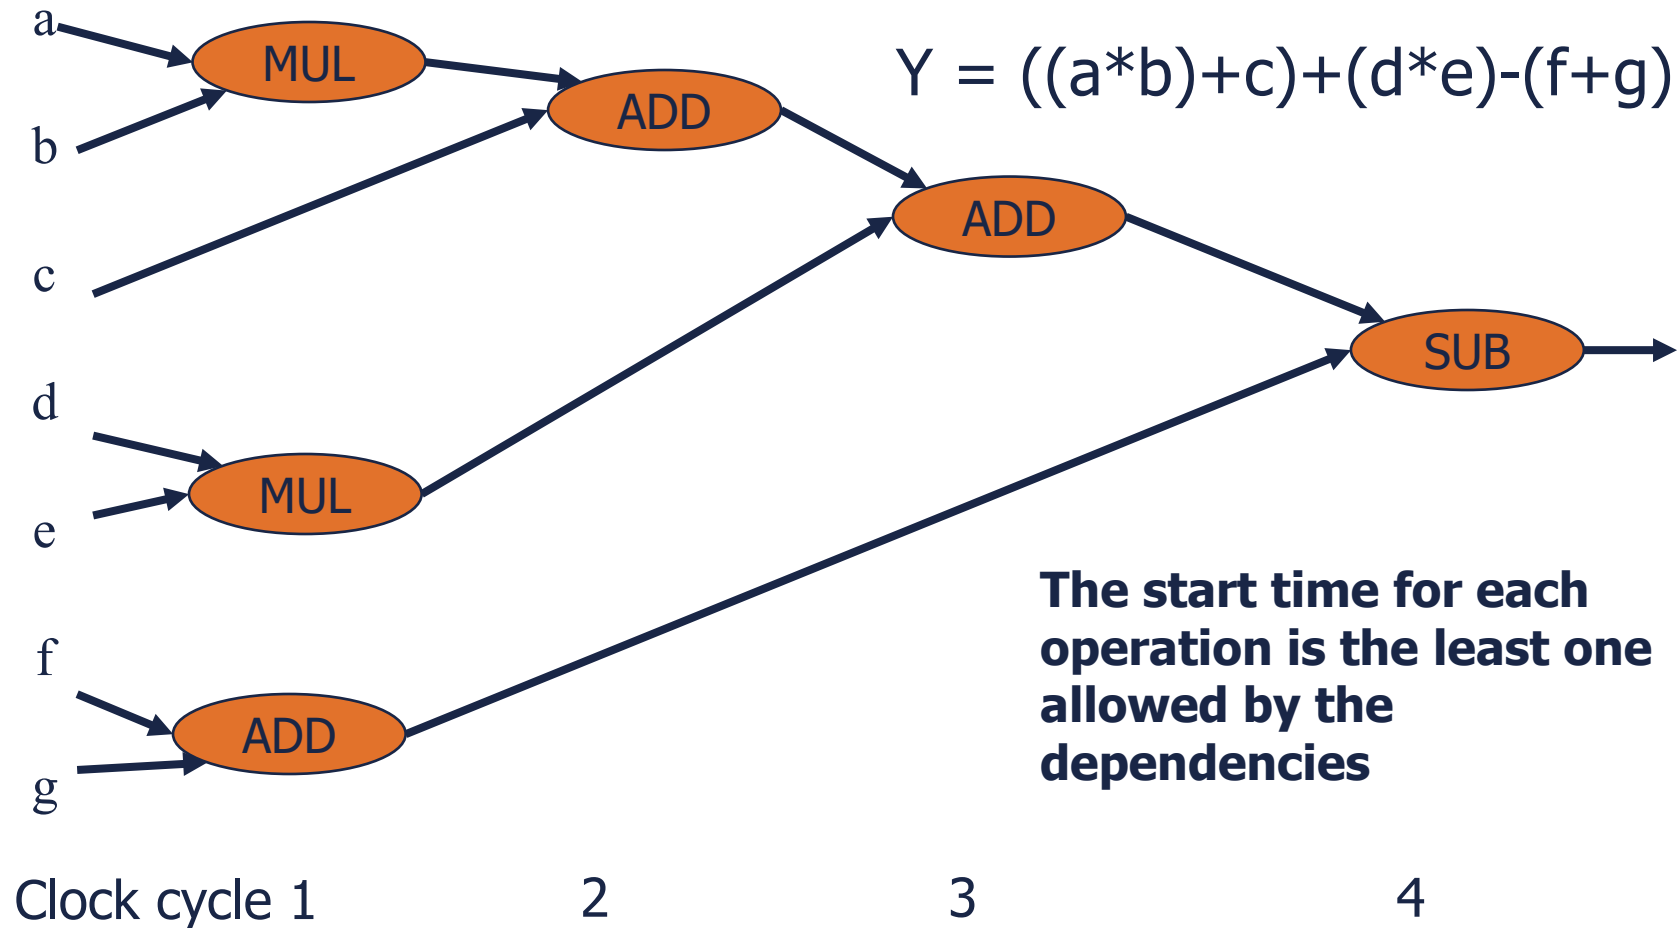 a
MUL
Y = ((a*b)+c)+(d*e)-(f+g)
ADD
b
ADD
c
SUB
d
MUL
e
The start time for each
operation is the least one
allowed by the
dependencies
f
ADD
g
Clock cycle 1 2 3 4